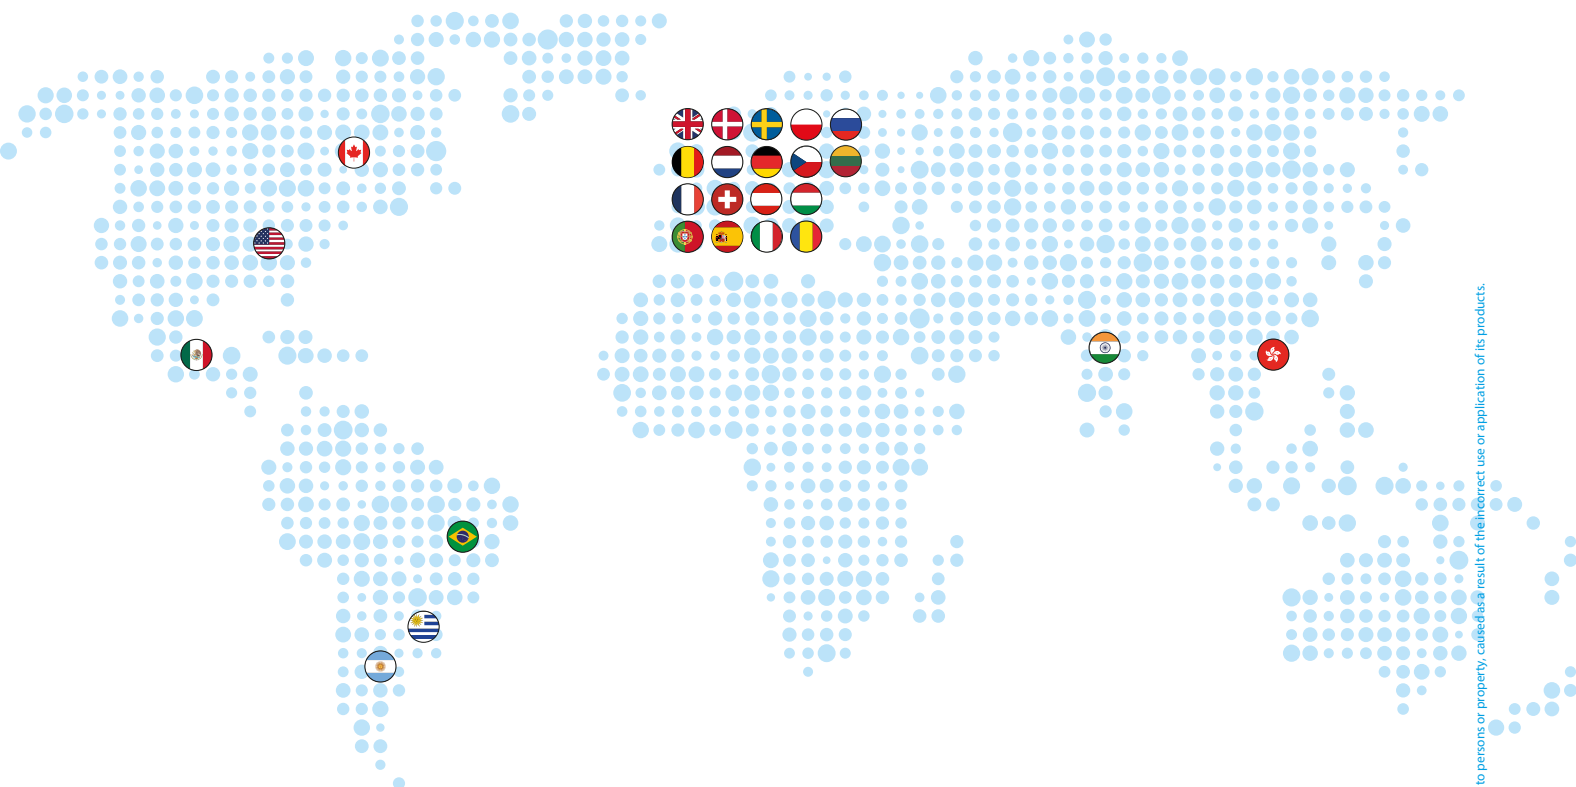 to persons or property, caused as a result of the incorrect use or application of its products.